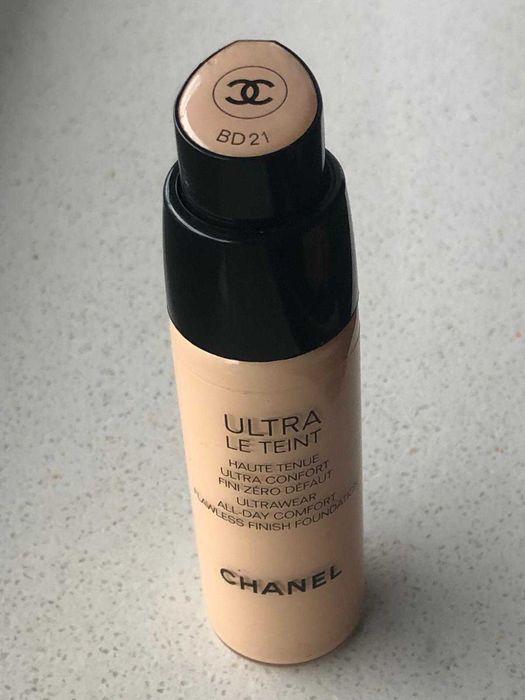 BD21
ULTRA
LE TEINT
HAUTE TENUE
ULTRA CONFORT
FINI ZÉRO DÉFAUT
ULTRAWEAR
ALL-DAY COMFORT
FLAWLESS FINISH FOUNDATION
CHANEL